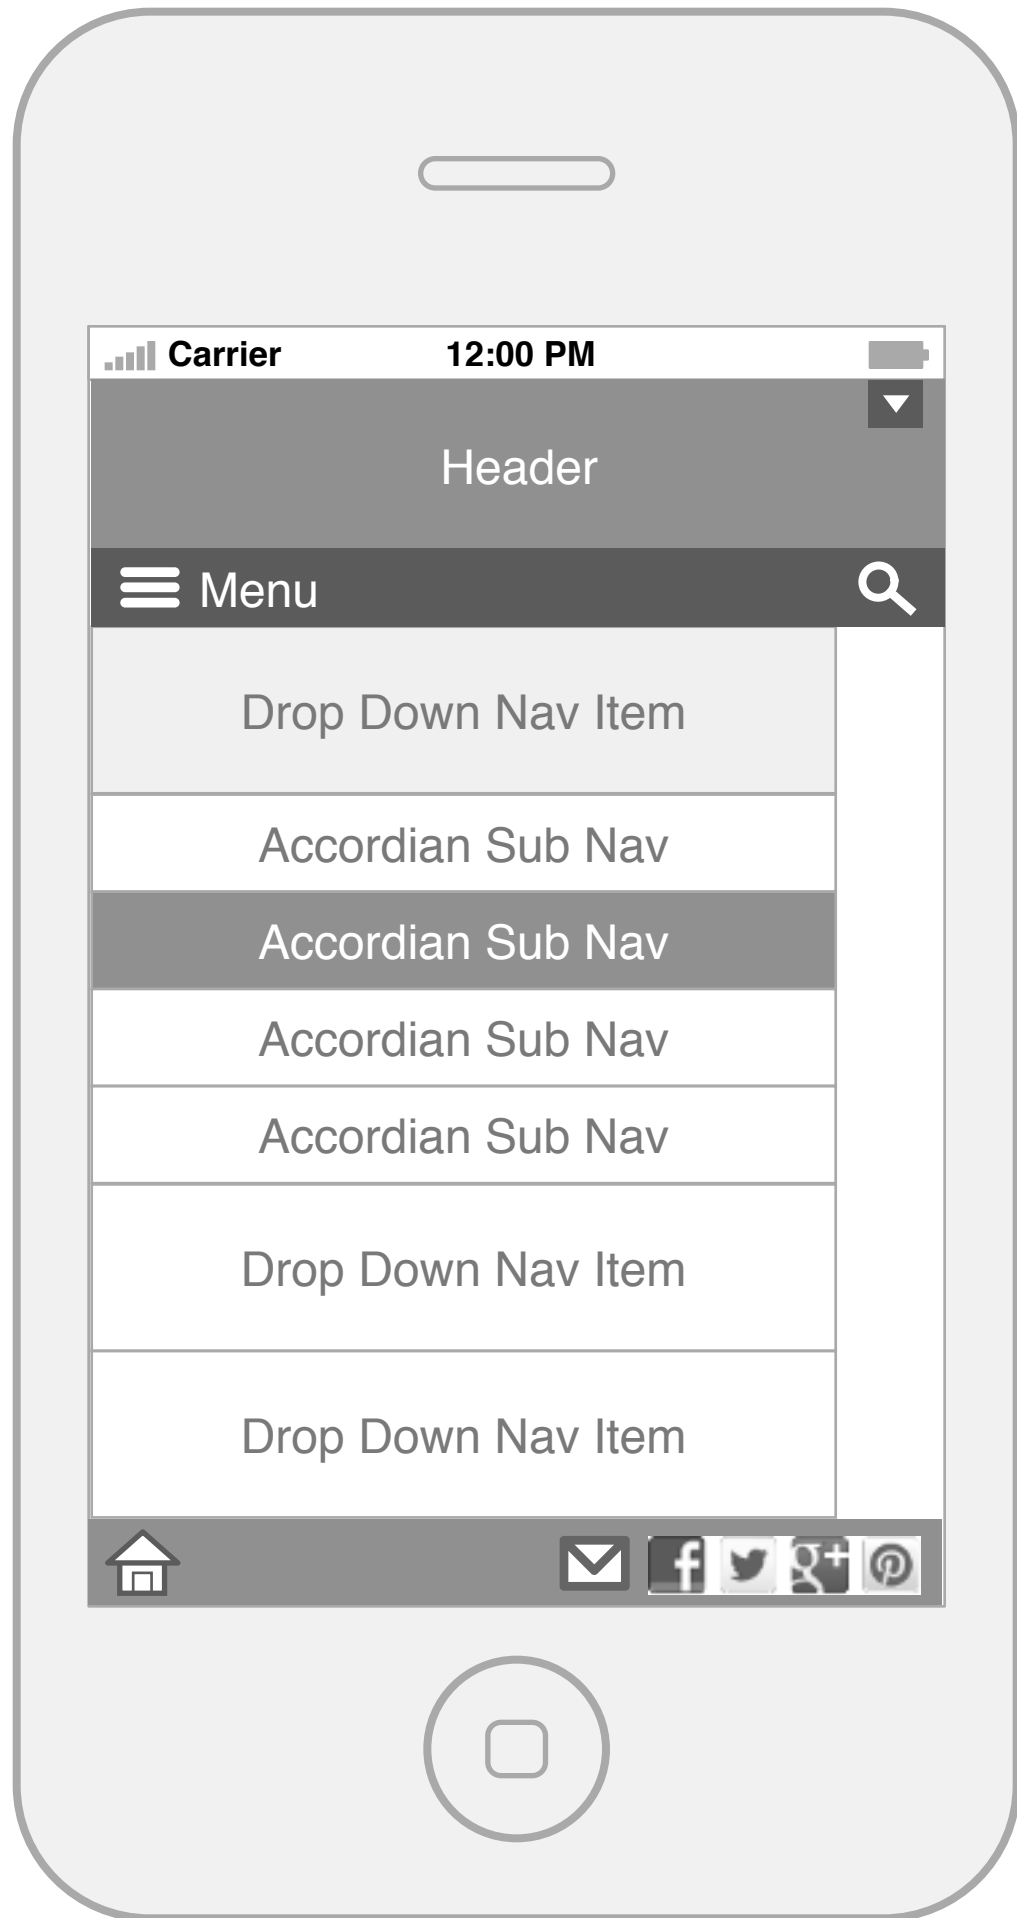 Carrier 12:00 PM
Header
Menu
Drop Down Nav Item
Accordian Sub Nav
Accordian Sub Nav
Accordian Sub Nav
Accordian Sub Nav
Drop Down Nav Item
Drop Down Nav Item
f g+